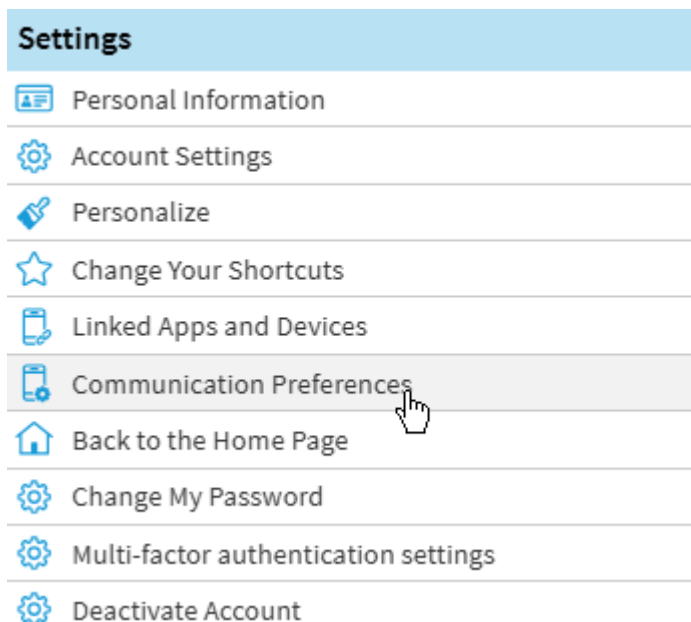 Settings
Personal Information
Account Settings
Personalize
Change Your Shortcuts
Linked Apps and Devices
Communication Preferences
Back to the Home Page
Change My Password
Multi-factor authentication settings
Deactivate Account